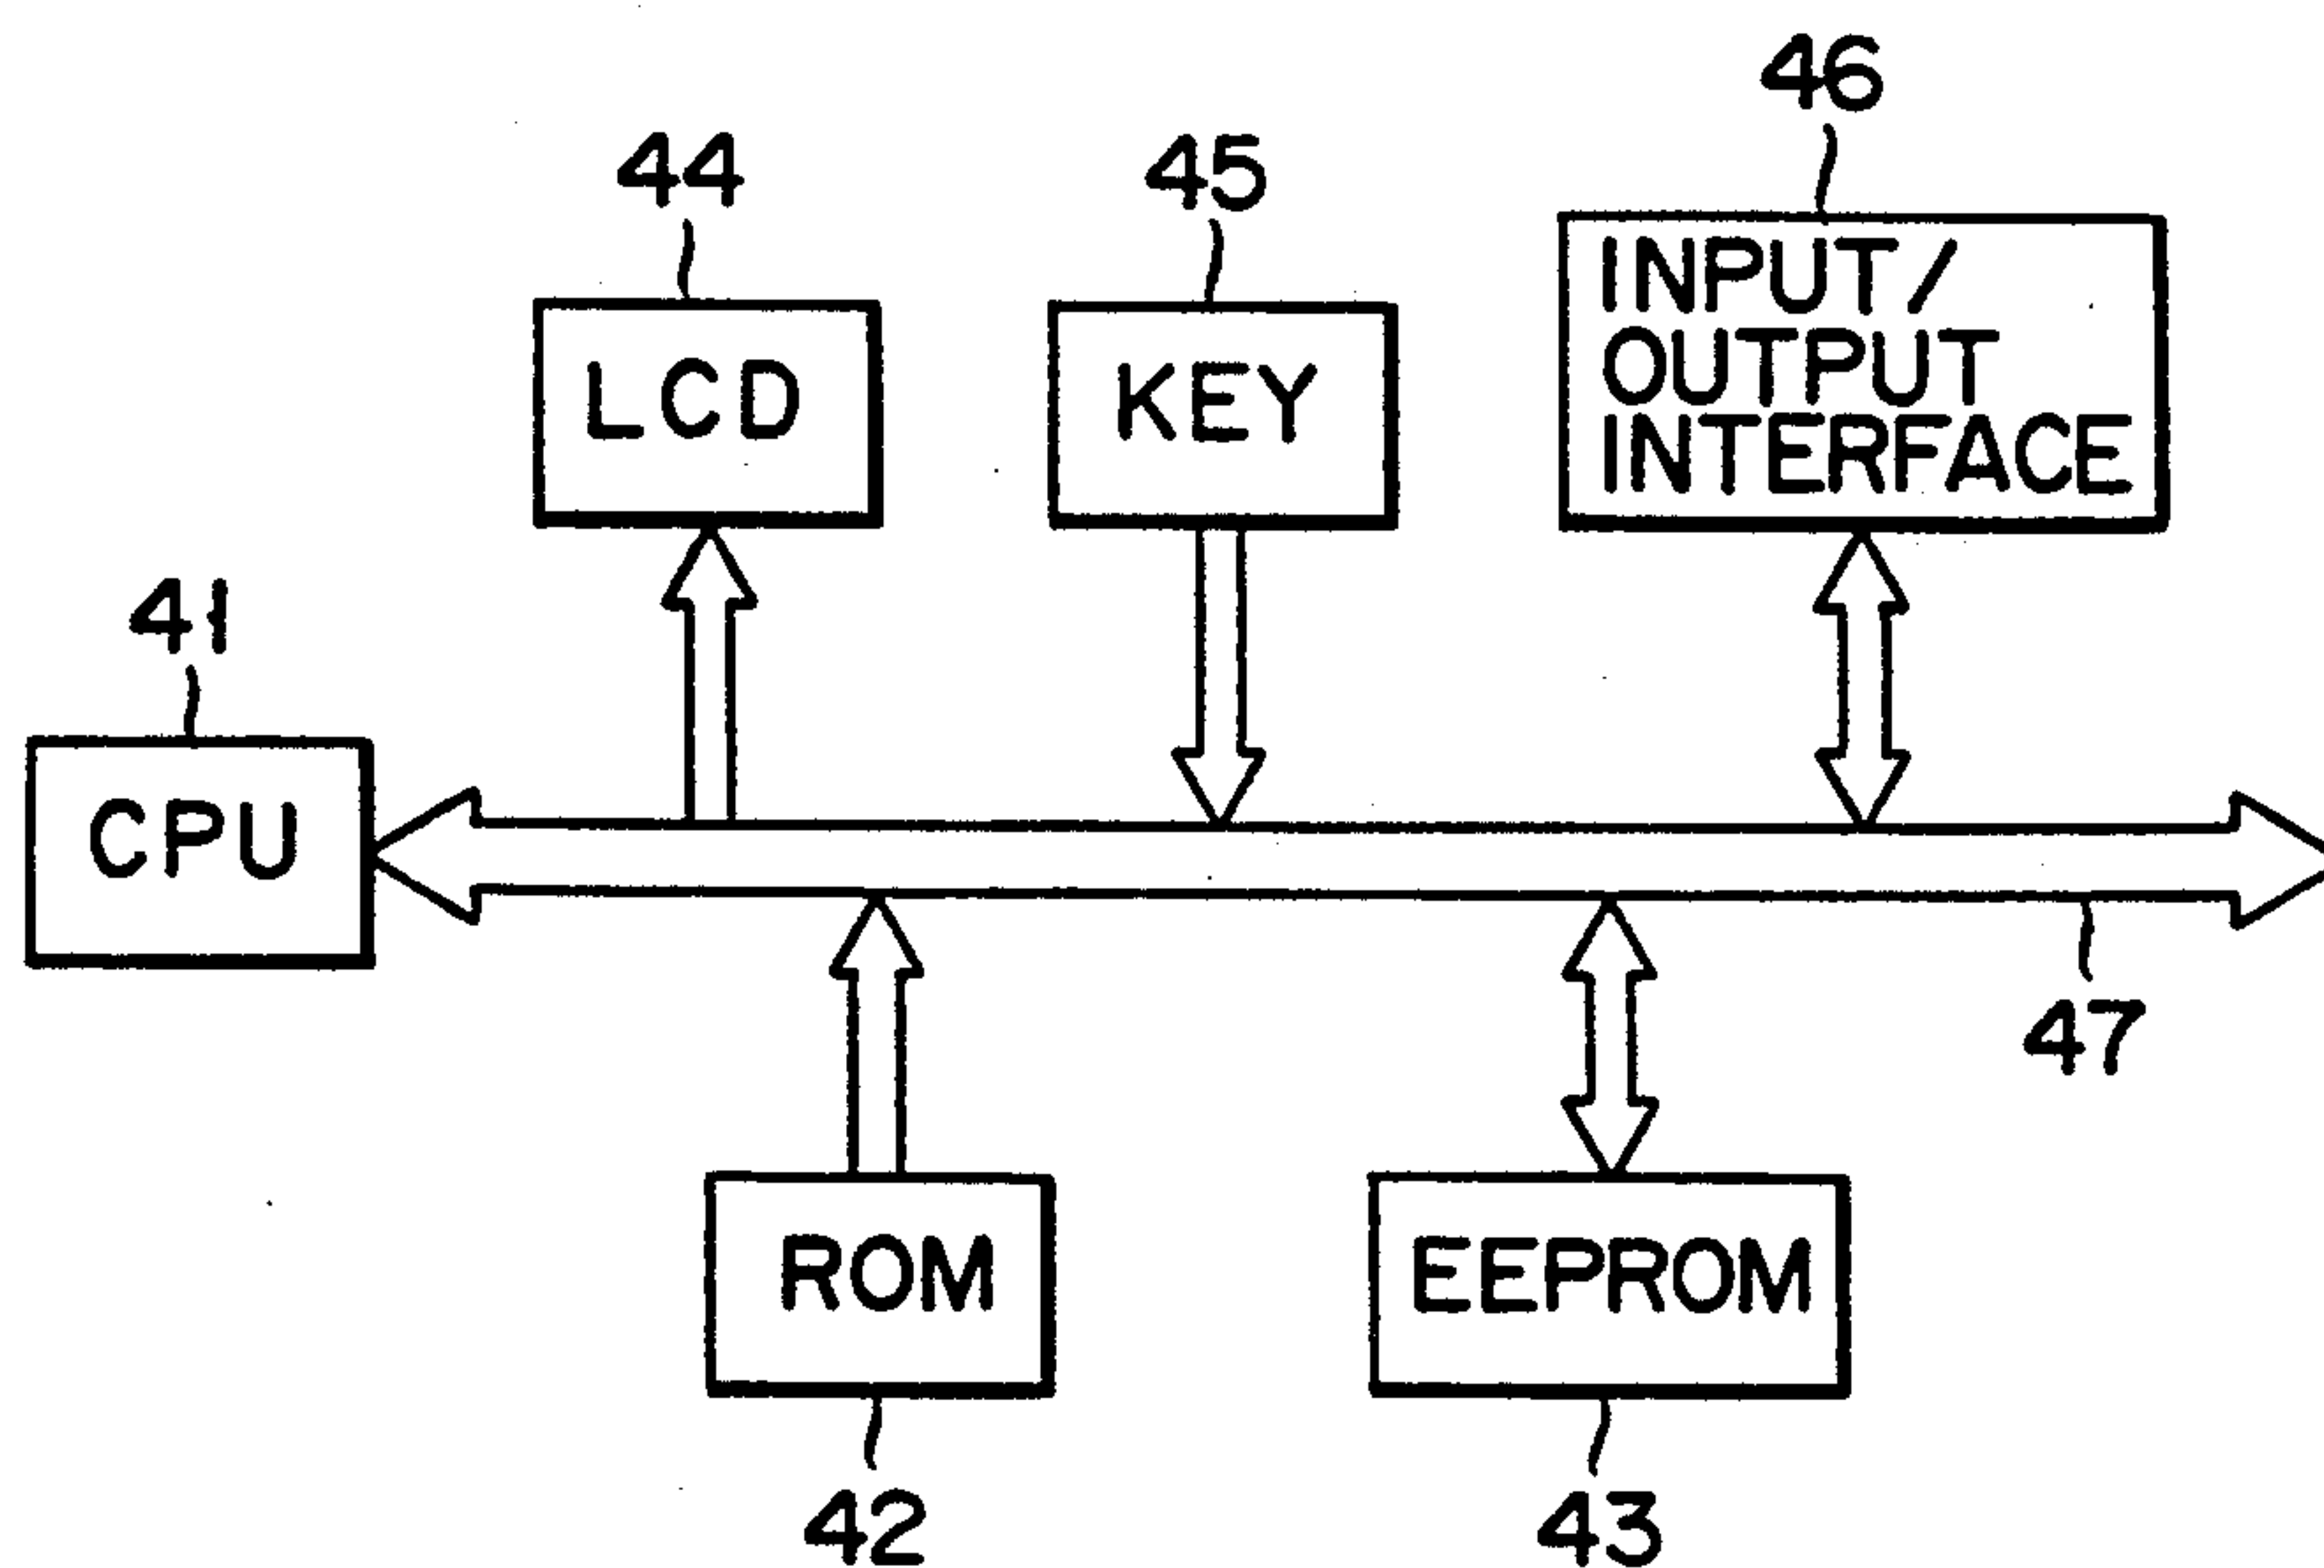 46
44
45
INPUT/
OUTPUT
INTERFACE
LCD
KEY
41
CPU
47
ROM
EEPROM
42
43